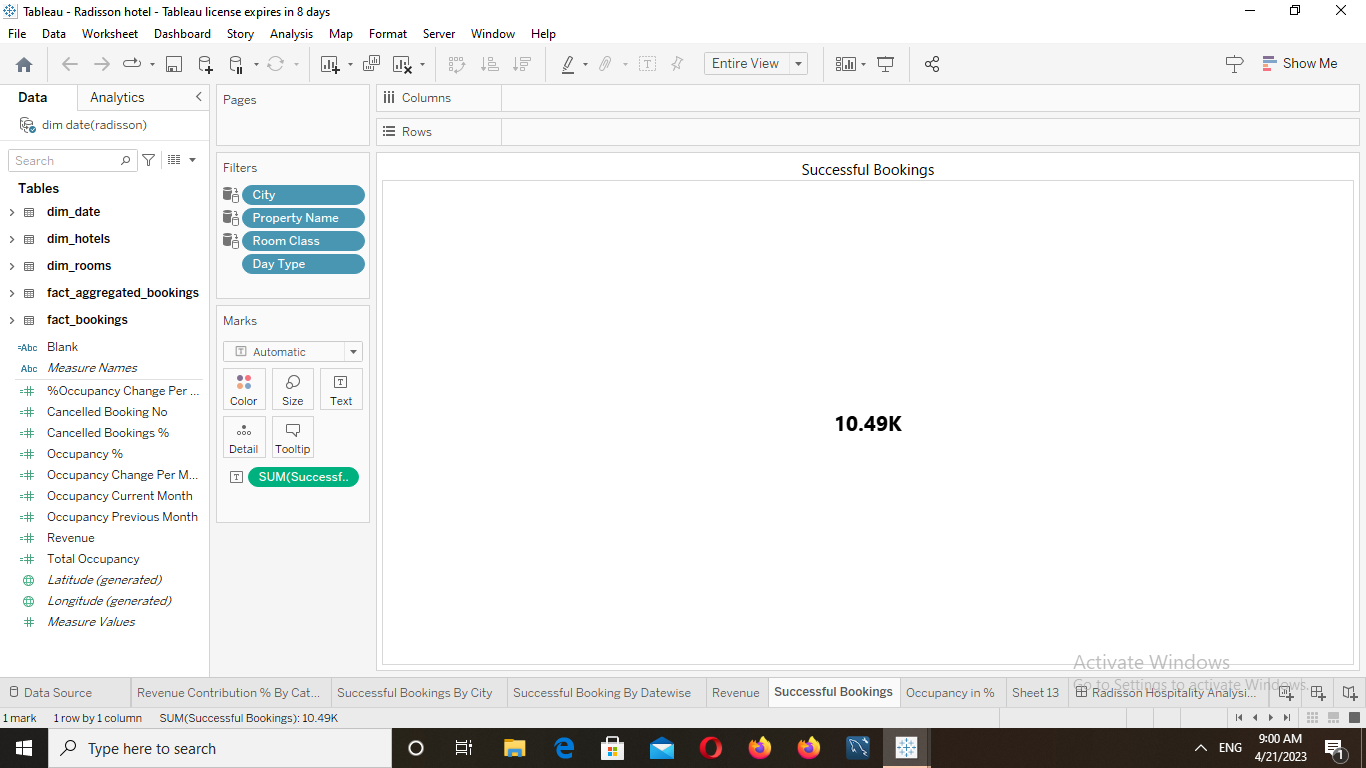 Tableau - Radisson hotel - Tableau license expires in 8 days
File Data Worksheet Dashboard Story Analysis Map Format Server Window Help
Entire View
Show Me
Data Analytics
dim date(radisson)
Search
Tables
dim_date
dim_hotels
dim_rooms
fact_aggregated_bookings
fact_bookings
=Abc Blank
Abc Measure Names
%Occupancy Change Per ...
Cancelled Booking No
Cancelled Bookings %
Occupancy %
Occupancy Change Per M...
Occupancy Current Month
Occupancy Previous Month
Revenue
Total Occupancy
Latitude (generated)
Longitude (generated)
Measure Values
Pages
Filters
City
Property Name
Room Class
Day Type
Marks
Automatic
Color Size Text
Detail Tooltip
SUM(Successf..
Columns
Rows
Successful Bookings
10.49K
Activate Windows
Go to Settings to activate Windows.
Data Source Revenue Contribution % By Cat... Successful Bookings By City Successful Booking By Datewise Revenue Successful Bookings Occupancy in % Sheet 13 Radisson Hospitality Analysi...
1 mark 1 row by 1 column SUM(Successful Bookings): 10.49K
Type here to search
ENG
9:00 AM
4/21/2023
1